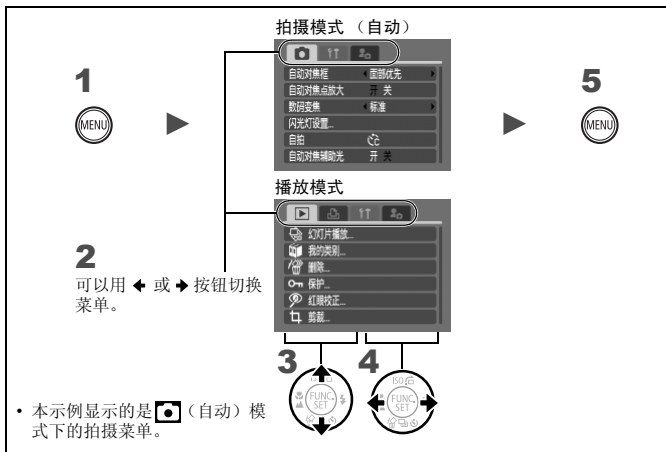 拍摄模式 （自动）
1
MENU
自动对焦框 面部优先
自动对焦点放大 开 关
数码变焦 标准
闪光灯设置...
自拍
自动对焦辅助光 开 关
5
MENU
播放模式
幻灯片播放...
我的类别...
删除...
保护...
红眼校正...
剪裁...
2
可以用 ← 或 → 按钮切换
菜单。
3
FUNC.
SET
4
ISO
FUNC.
SET
• 本示例显示的是 （自动）模
式下的拍摄菜单。